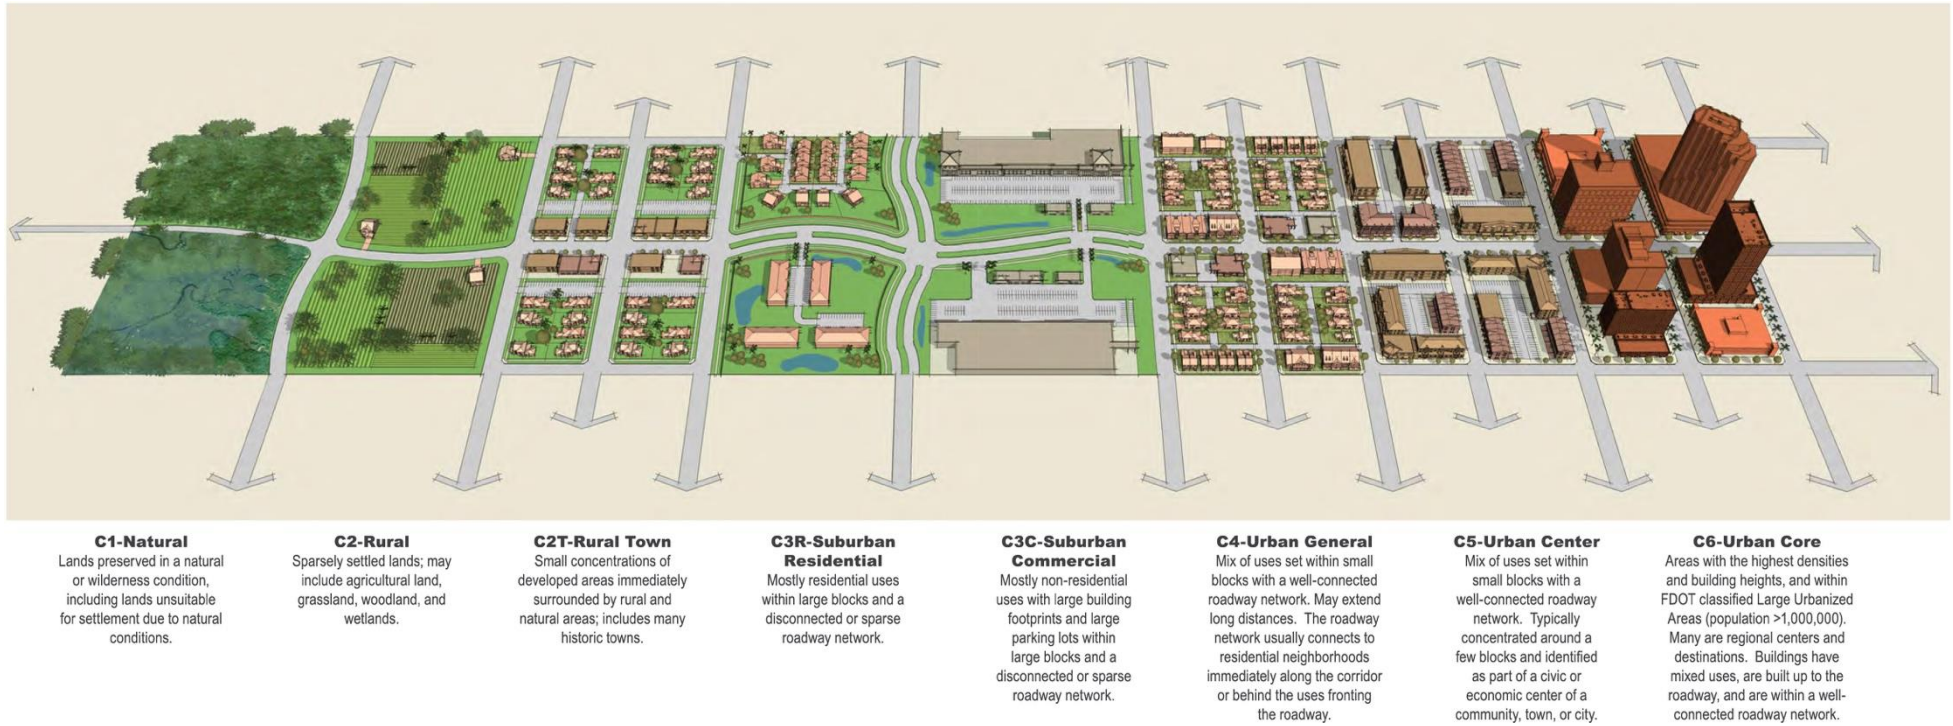 C1-Natural
Lands preserved in a natural
or wilderness condition,
including lands unsuitable
for settlement due to natural
conditions.
C2-Rural
Sparsely settled lands; may
include agricultural land,
grassland, woodland, and
wetlands.
C2T-Rural Town
Small concentrations of
developed areas immediately
surrounded by rural and
natural areas; includes many
historic towns.
C3R-Suburban
Residential
Mostly residential uses
within large blocks and a
disconnected or sparse
roadway network.
C3C-Suburban
Commercial
Mostly non-residential
uses with large building
footprints and large
parking lots within
large blocks and a
disconnected or sparse
roadway network.
C4-Urban General
Mix of uses set within small
blocks with a well-connected
roadway network. May extend
long distances. The roadway
network usually connects to
residential neighborhoods
immediately along the corridor
or behind the uses fronting
the roadway.
C5-Urban Center
Mix of uses set within
small blocks with a
well-connected roadway
network. Typically
concentrated around a
few blocks and identified
as part of a civic or
economic center of a
community, town, or city.
C6-Urban Core
Areas with the highest densities
and building heights, and within
FDOT classified Large Urbanized
Areas (population >1,000,000).
Many are regional centers and
destinations. Buildings have
mixed uses, are built up to the
roadway, and are within a well-
connected roadway network.